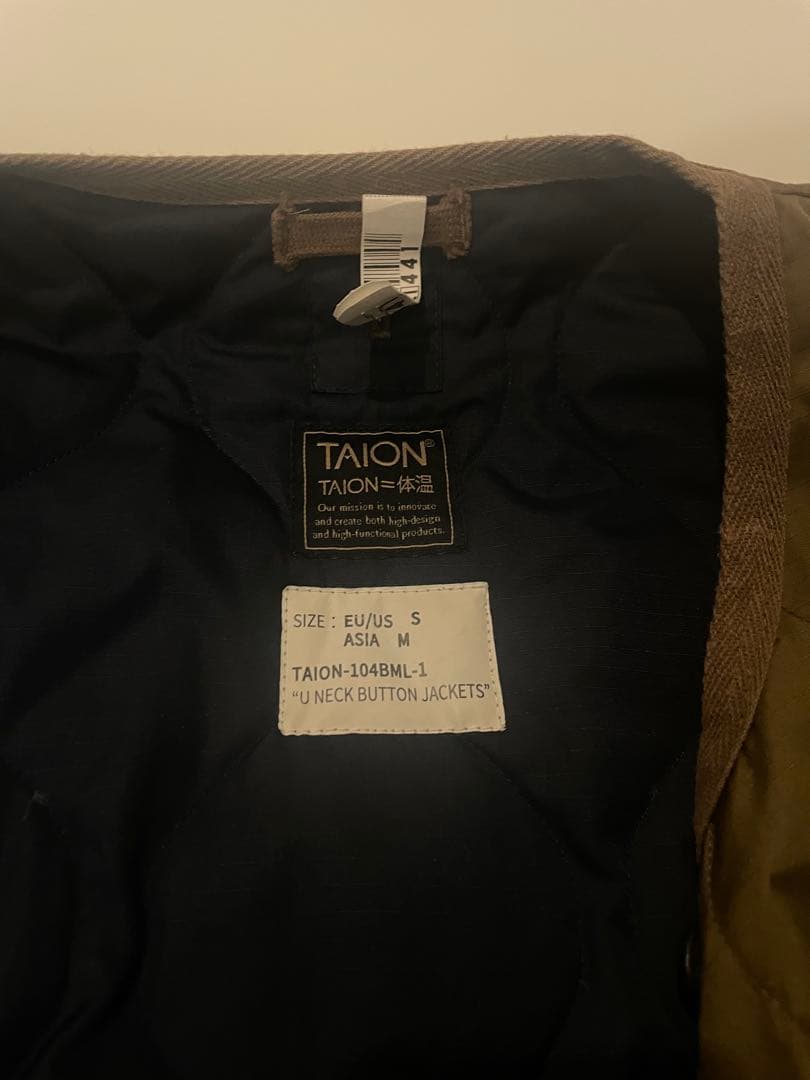 441
TAION®
TAION=体温
Our mission is to innovate
and create both high-design
and high-functional products.
SIZE : EU/US S
ASIA M
TAION-104BML-1
“U NECK BUTTON JACKETS”